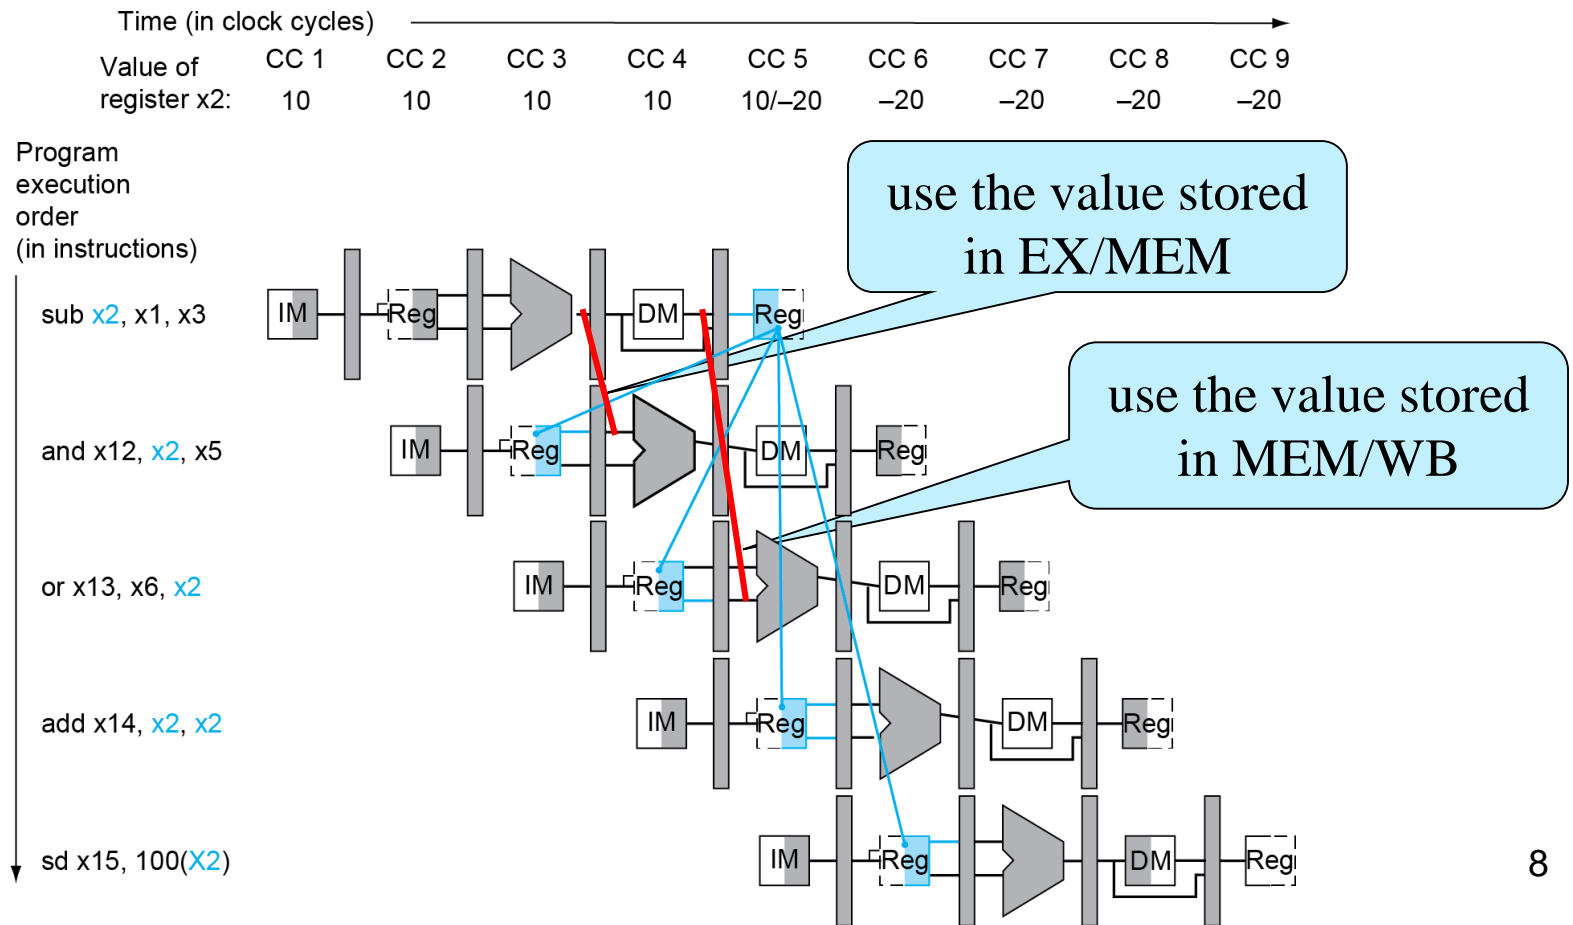 Time (in clock cycles)
Value of register x2:
CC 1 CC 2 CC 3 CC 4 CC 5 CC 6 CC 7 CC 8 CC 9
10 10 10 10 10/–20 –20 –20 –20 –20
Program
execution
order
(in instructions)
use the value stored
in EX/MEM
sub x2, x1, x3
IM Reg DM Reg
use the value stored
in MEM/WB
and x12, x2, x5
IM Reg DM Reg
or x13, x6, x2
IM Reg DM Reg
add x14, x2, x2
IM Reg DM Reg
sd x15, 100(X2)
IM Reg DM Reg
8